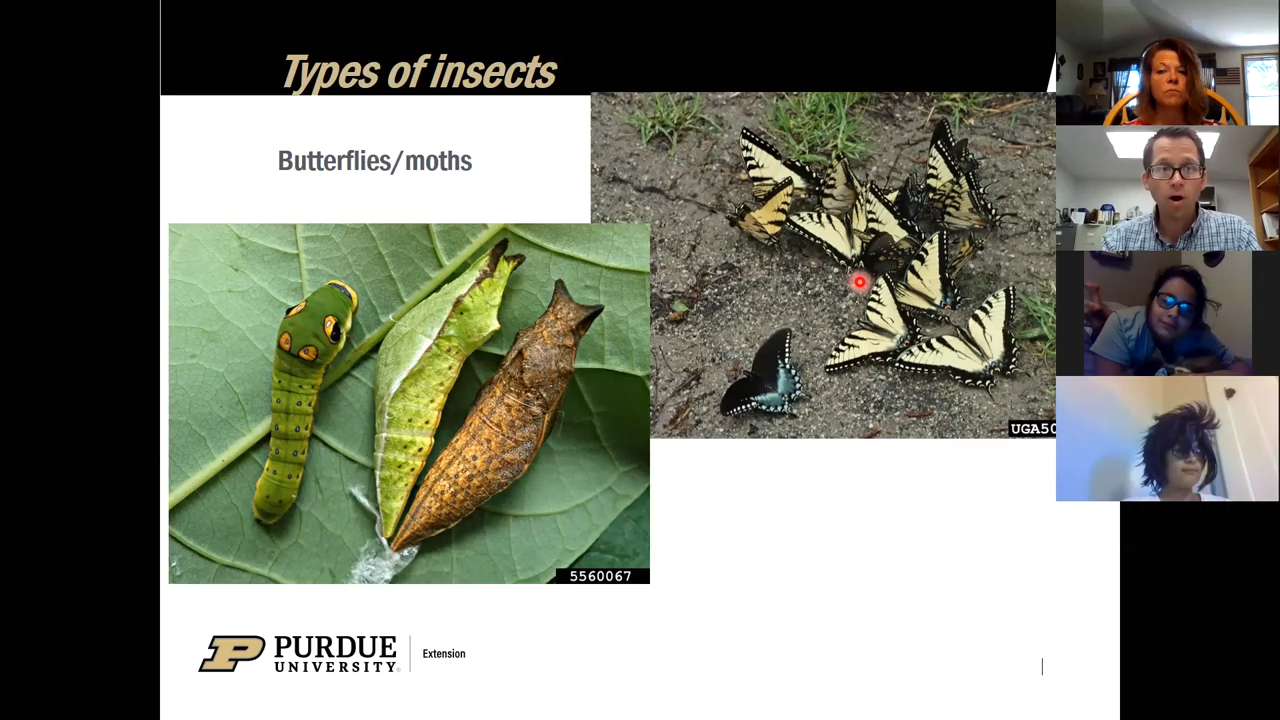 Types of insects
Butterflies/moths
UGA50
5560067
P PURDUE UNIVERSITY
Extension